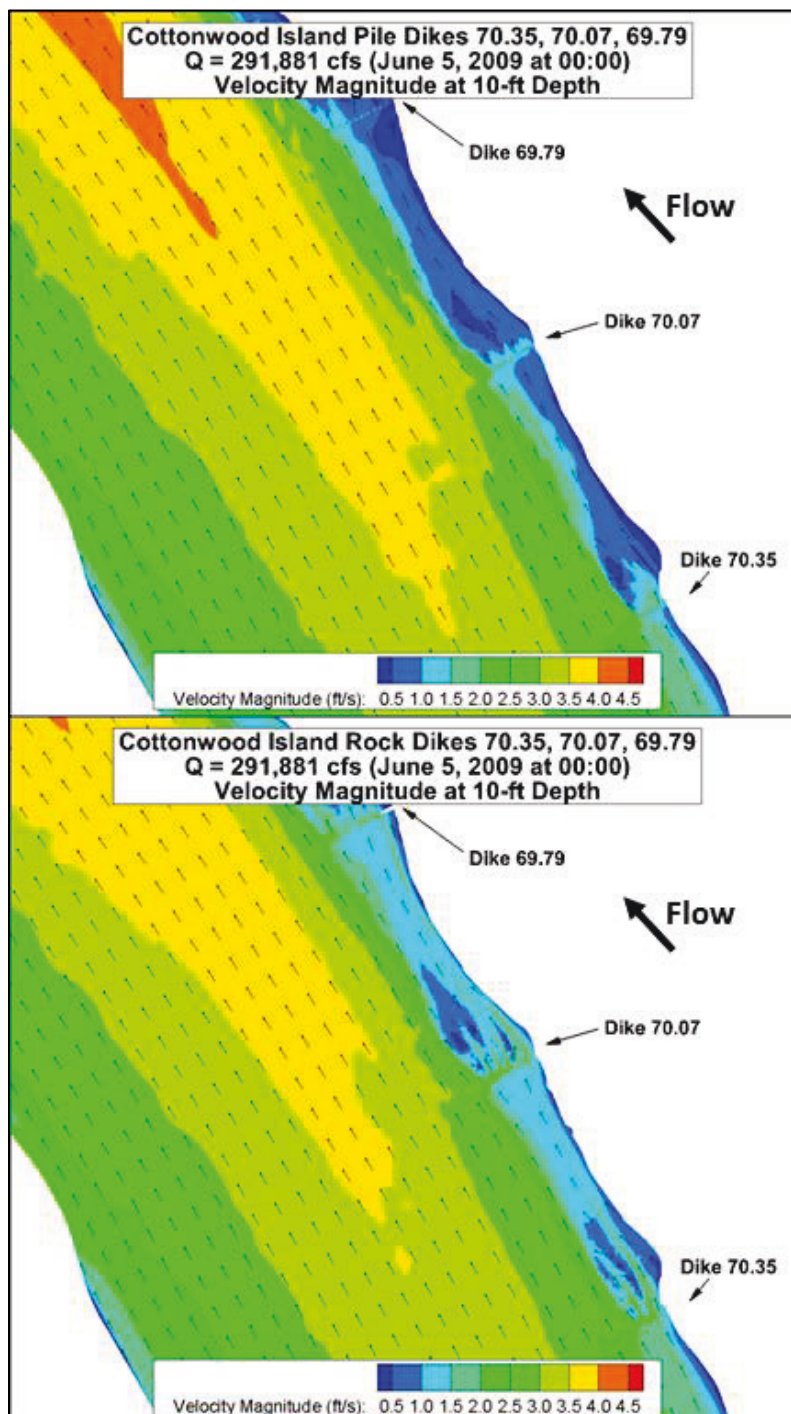 Cottonwood Island Pile Dikes 70.35, 70.07, 69.79
Q = 291,881 cfs (June 5, 2009 at 00:00)
Velocity Magnitude at 10-ft Depth
Dike 69.79
Flow
Dike 70.07
Dike 70.35
Velocity Magnitude (ft/s): 0.5 1.0 1.5 2.0 2.5 3.0 3.5 4.0 4.5
Cottonwood Island Rock Dikes 70.35, 70.07, 69.79
Q = 291,881 cfs (June 5, 2009 at 00:00)
Velocity Magnitude at 10-ft Depth
Dike 69.79
Flow
Dike 70.07
Dike 70.35
Velocity Magnitude (ft/s): 0.5 1.0 1.5 2.0 2.5 3.0 3.5 4.0 4.5